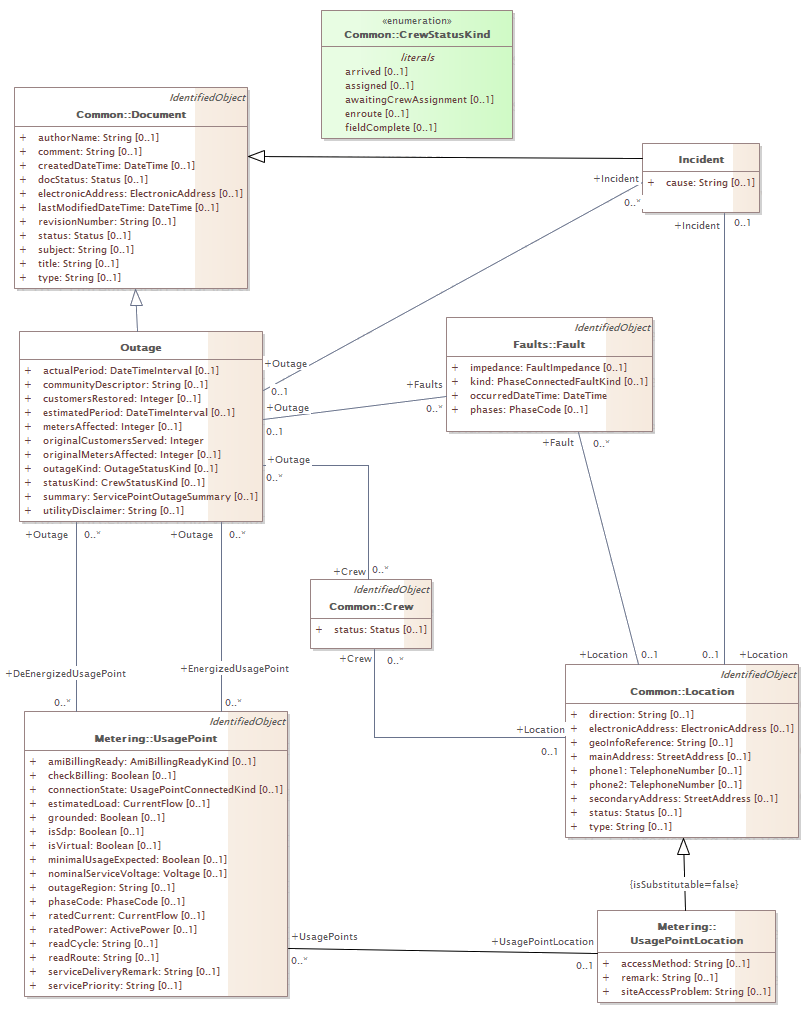 «enumeration»
Common::CrewStatusKind
literals
arrived [0..1]
assigned [0..1]
awaitingCrewAssignment [0..1]
enroute [0..1]
fieldComplete [0..1]
IdentifiedObject
Common::Document
+ authorName: String [0..1]
+ comment: String [0..1]
+ createdDateTime: DateTime [0..1]
+ docStatus: Status [0..1]
+ electronicAddress: ElectronicAddress [0..1]
+ lastModifiedDateTime: DateTime [0..1]
+ revisionNumber: String [0..1]
+ status: Status [0..1]
+ subject: String [0..1]
+ title: String [0..1]
+ type: String [0..1]
Incident
+ cause: String [0..1]
+Incident
0..*
+Incident
0..1
Outage
+ actualPeriod: DateTimeInterval [0..1]
+ communityDescriptor: String [0..1]
+ customersRestored: Integer [0..1]
+ estimatedPeriod: DateTimeInterval [0..1]
+ metersAffected: Integer [0..1]
+ originalCustomersServed: Integer
+ originalMetersAffected: Integer [0..1]
+ outageKind: OutageStatusKind [0..1]
+ statusKind: CrewStatusKind [0..1]
+ summary: ServicePointOutageSummary [0..1]
+ utilityDisclaimer: String [0..1]
+Outage
0..1
+Outage
0..1
+Outage
0..*
IdentifiedObject
Faults::Fault
+ impedance: FaultImpedance [0..1]
+ kind: PhaseConnectedFaultKind [0..1]
+ occurredDateTime: DateTime
+ phases: PhaseCode [0..1]
+Faults
0..*
+Fault
0..*
+Outage
0..*
+Outage
0..*
+Crew
0..*
IdentifiedObject
Common::Crew
+ status: Status [0..1]
+Crew
0..*
+DeEnergizedUsagePoint
0..*
+EnergizedUsagePoint
0..*
+Location
0..1
0..1
+Location
+Location
0..1
IdentifiedObject
Common::Location
+ direction: String [0..1]
+ electronicAddress: ElectronicAddress [0..1]
+ geoInfoReference: String [0..1]
+ mainAddress: StreetAddress [0..1]
+ phone1: TelephoneNumber [0..1]
+ phone2: TelephoneNumber [0..1]
+ secondaryAddress: StreetAddress [0..1]
+ status: Status [0..1]
+ type: String [0..1]
IdentifiedObject
Metering::UsagePoint
+ amiBillingReady: AmiBillingReadyKind [0..1]
+ checkBilling: Boolean [0..1]
+ connectionState: UsagePointConnectedKind [0..1]
+ estimatedLoad: CurrentFlow [0..1]
+ grounded: Boolean [0..1]
+ isSdp: Boolean [0..1]
+ isVirtual: Boolean [0..1]
+ minimalUsageExpected: Boolean [0..1]
+ nominalServiceVoltage: Voltage [0..1]
+ outageRegion: String [0..1]
+ phaseCode: PhaseCode [0..1]
+ ratedCurrent: CurrentFlow [0..1]
+ ratedPower: ActivePower [0..1]
+ readCycle: String [0..1]
+ readRoute: String [0..1]
+ serviceDeliveryRemark: String [0..1]
+ servicePriority: String [0..1]
{isSubstitutable=false}
+UsagePoints
0..*
+UsagePointLocation
0..1
Metering::
UsagePointLocation
+ accessMethod: String [0..1]
+ remark: String [0..1]
+ siteAccessProblem: String [0..1]